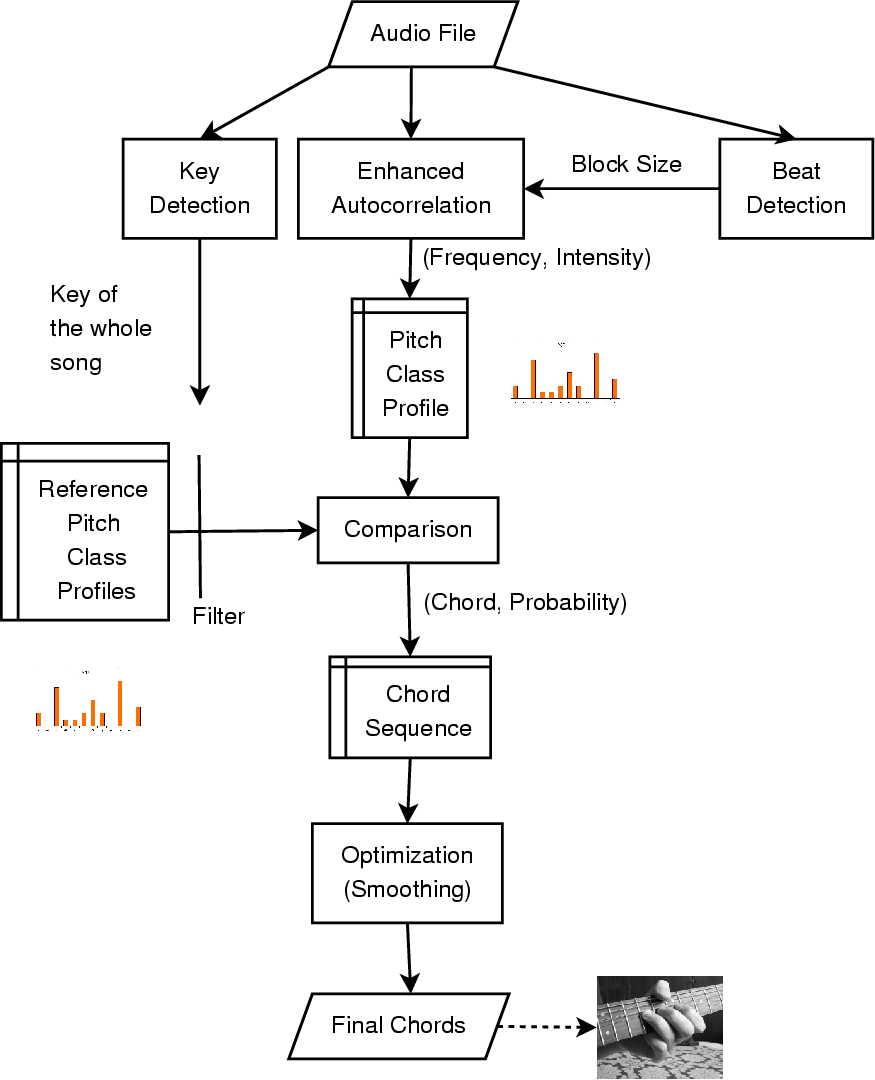 Audio File
Key
Detection
Enhanced
Autocorrelation
Block Size
Beat
Detection
(Frequency, Intensity)
Key of
the whole
song
Pitch
Class
Profile
Reference
Pitch
Class
Profiles
Filter
Comparison
(Chord, Probability)
Chord
Sequence
Optimization
(Smoothing)
Final Chords